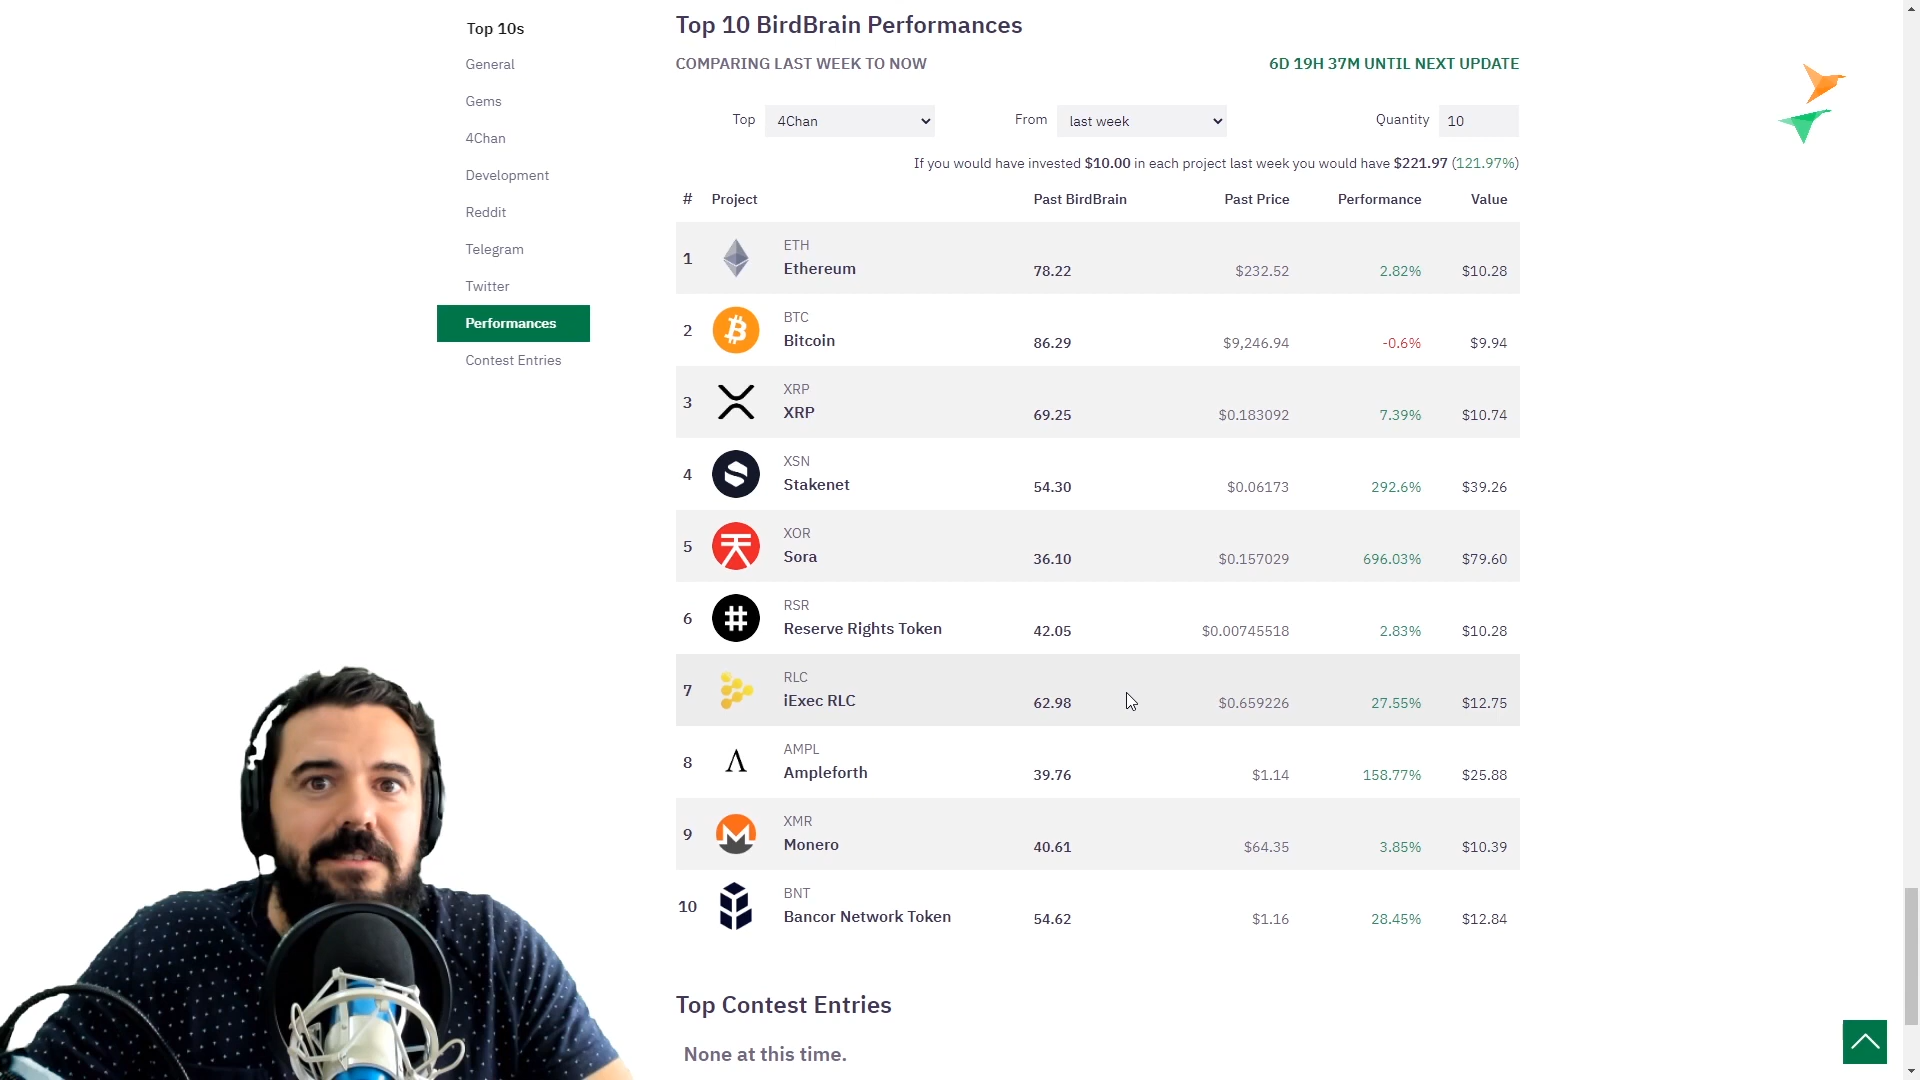 Top 10s
General
Gems
4Chan
Development
Reddit
Telegram
Twitter
Performances
Contest Entries
Top 10 BirdBrain Performances
COMPARING LAST WEEK TO NOW
6D 19H 37M UNTIL NEXT UPDATE
Top 4Chan From last week Quantity 10
If you would have invested $10.00 in each project last week you would have $221.97 (121.97%)
# Project Past BirdBrain Past Price Performance Value
1 ETH Ethereum 78.22 $232.52 2.82% $10.28
2 BTC Bitcoin 86.29 $9,246.94 -0.6% $9.94
3 XRP XRP 69.25 $0.183092 7.39% $10.74
4 XSN Stakenet 54.30 $0.06173 292.6% $39.26
5 XOR Sora 36.10 $0.157029 696.03% $79.60
6 RSR Reserve Rights Token 42.05 $0.00745518 2.83% $10.28
7 RLC iExec RLC 62.98 $0.659226 27.55% $12.75
8 AMPL Ampleforth 39.76 $1.14 158.77% $25.88
9 XMR Monero 40.61 $64.35 3.85% $10.39
10 BNT Bancor Network Token 54.62 $1.16 28.45% $12.84
Top Contest Entries
None at this time.